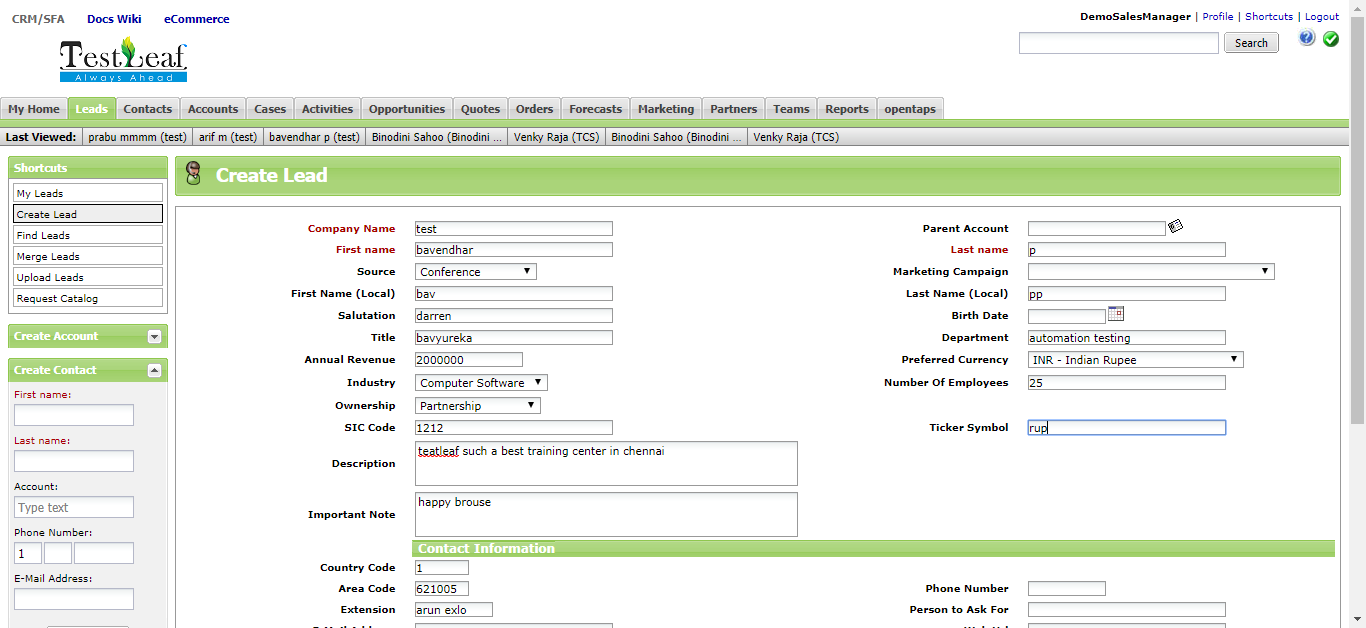 CRM/SFA Docs Wiki eCommerce
DemoSalesManager | Profile | Shortcuts | Logout
TestLeaf
Always Ahead
Search
My Home Leads Contacts Accounts Cases Activities Opportunities Quotes Orders Forecasts Marketing Partners Teams Reports opentaps
Last Viewed: prabu mmmm (test) arif m (test) bavendhar p (test) Binodini Sahoo (Binodini ... Venky Raja (TCS) Binodini Sahoo (Binodini ... Venky Raja (TCS)
Shortcuts
My Leads
Create Lead
Find Leads
Merge Leads
Upload Leads
Request Catalog
Create Account
Create Contact
First name:
Last name:
Account:
Type text
Phone Number:
1
E-Mail Address:
Create Lead
Company Name test Parent Account
First name bavendhar Last name p
Source Conference Marketing Campaign
First Name (Local) bav Last Name (Local) pp
Salutation darren Birth Date
Title bavyureka Department automation testing
Annual Revenue 2000000 Preferred Currency INR - Indian Rupee
Industry Computer Software Number Of Employees 25
Ownership Partnership
SIC Code 1212 Ticker Symbol rup
Description teatleaf such a best training center in chennai
Important Note happy brouse
Contact Information
Country Code 1
Area Code 621005 Phone Number
Extension arun exlo Person to Ask For